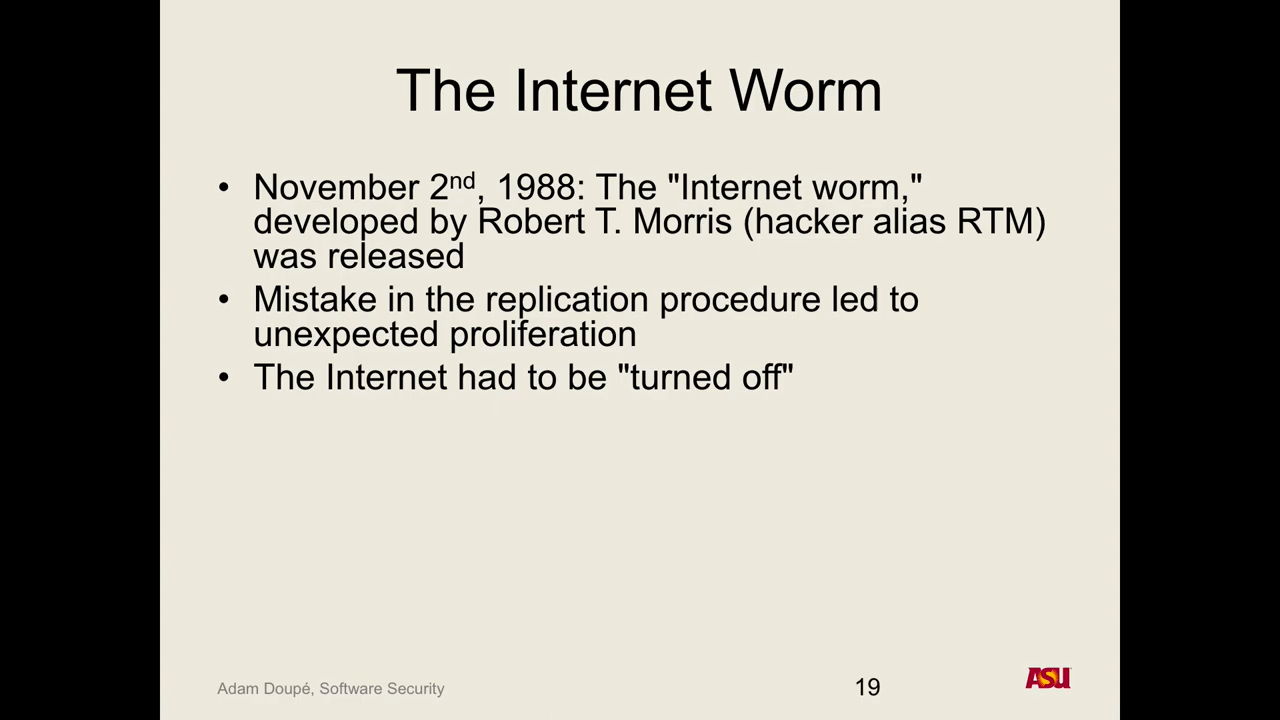 The Internet Worm
• November 2nd, 1988: The "Internet worm,"
developed by Robert T. Morris (hacker alias RTM)
was released
• Mistake in the replication procedure led to
unexpected proliferation
• The Internet had to be "turned off"
Adam Doupé, Software Security
19
ASU